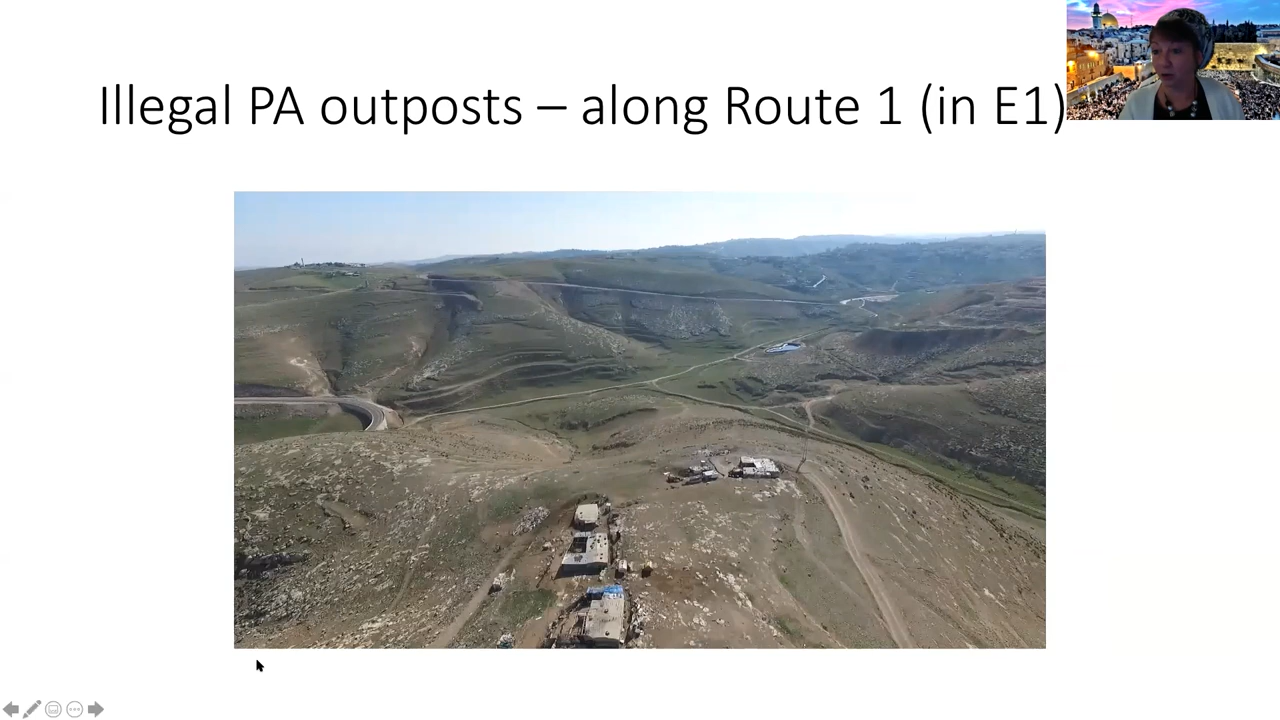 Illegal PA outposts – along Route 1 (in E1)